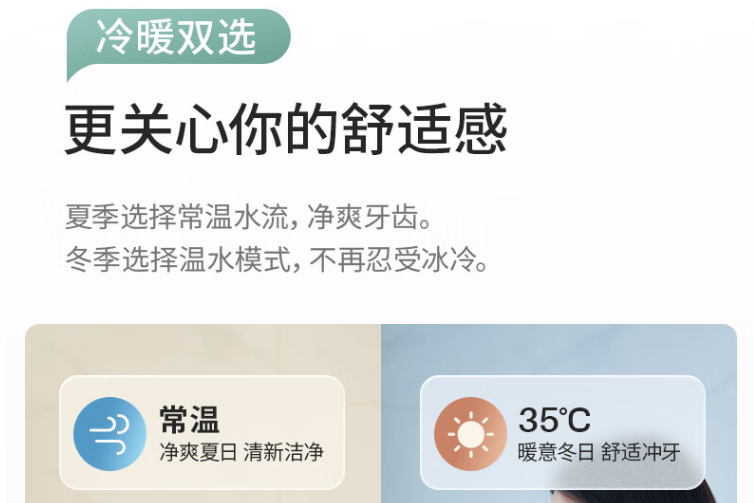 冷暖双选
更关心你的舒适感
夏季选择常温水流，净爽牙齿。
冬季选择温水模式，不再忍受冰冷。
常温
净爽夏日 清新洁净
35℃
暖意冬日 舒适冲牙